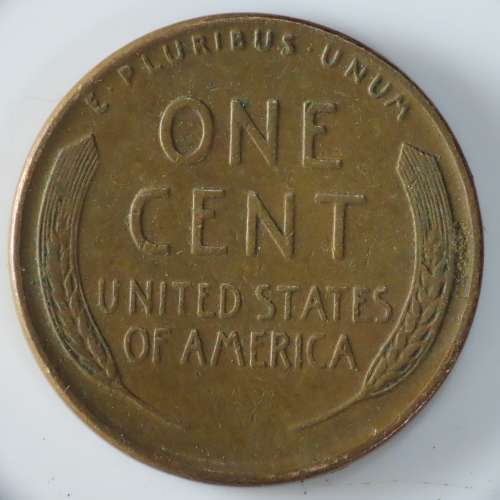 E · PLURIBUS · UNUM
ONE
CENT
UNITED STATES
OF AMERICA